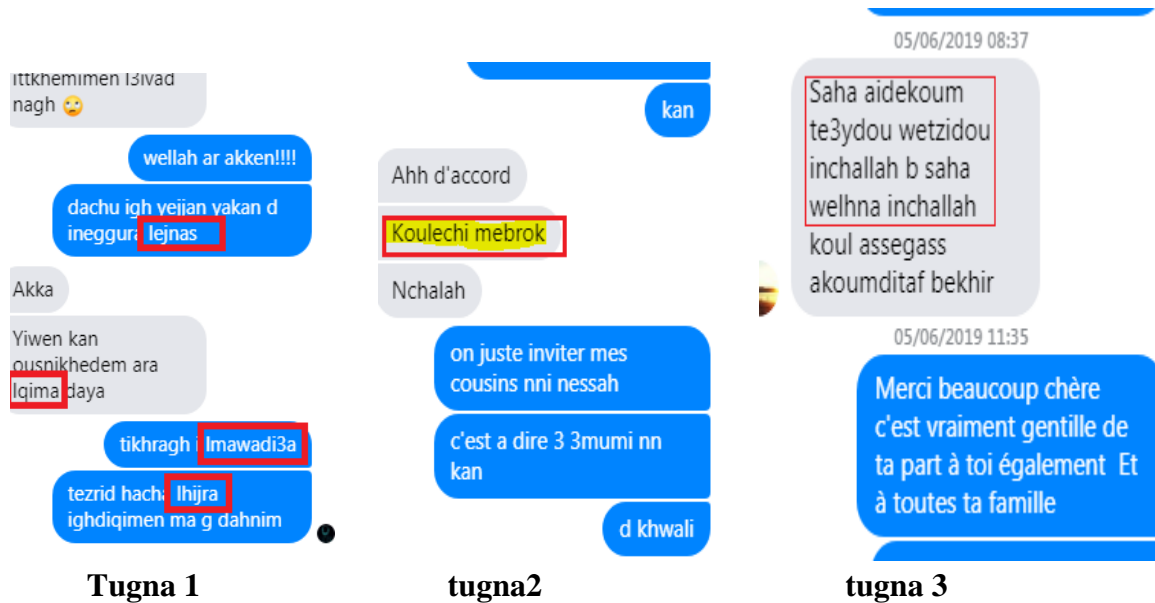 ittkhemimen l3ivad
nagh 🙄
wellah ar akken!!!!
dachu igh yejjan yakan d
ineggura lejnas
Akka
Yiwen kan
ousnikhedem ara
lqima daya
tikhragh i lmawadi3a
tezrid hacha lhijra
ighdiqimen ma g dahnim
Tugna 1
kan
Ahh d'accord
Koulechi mebrok
Nchalah
on juste inviter mes
cousins nni nessah
c'est a dire 3 3mumi nn
kan
d khwali
tugna2
05/06/2019 08:37
Saha aidekoum
te3ydou wetzidou
inchallah b saha
welhna inchallah
koul assegass
akoumditaf bekhir
05/06/2019 11:35
Merci beaucoup chère
c'est vraiment gentille de
ta part à toi également Et
à toutes ta famille
tugna 3